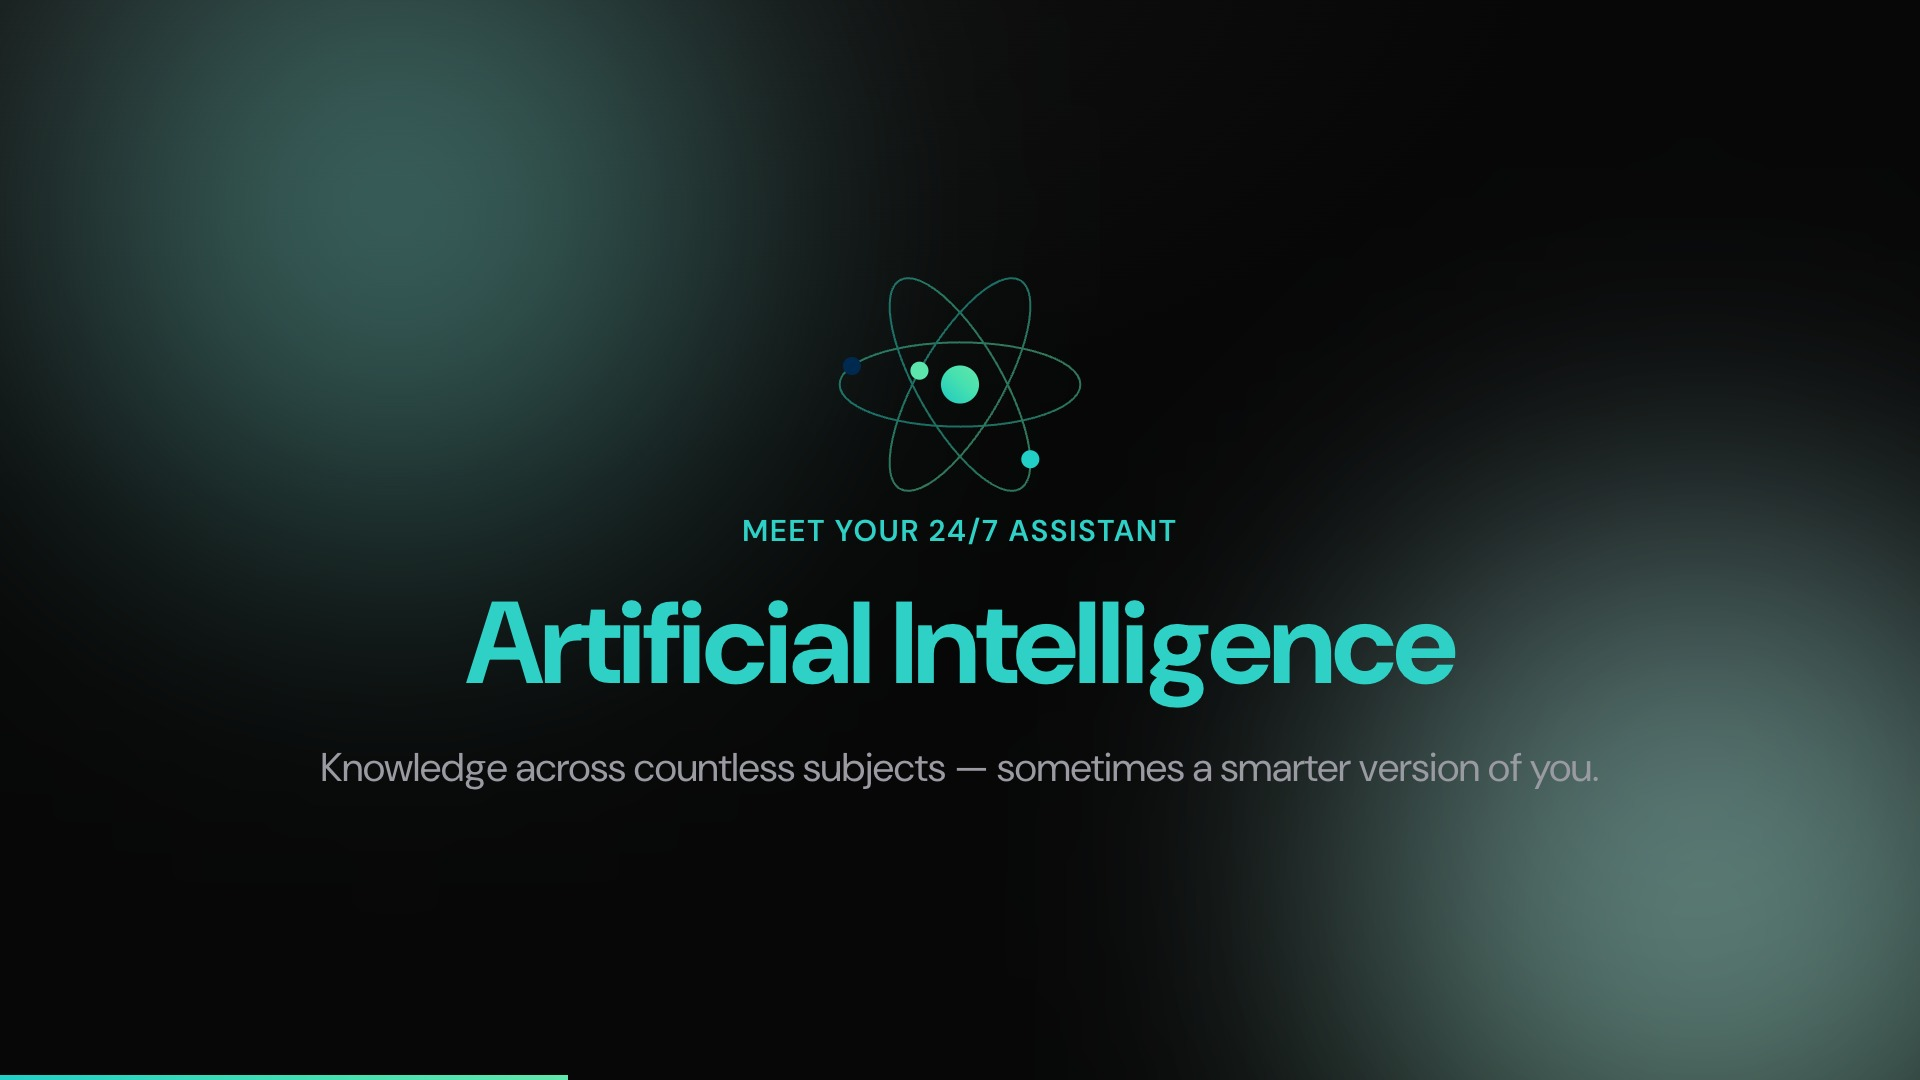 MEET YOUR 24/7 ASSISTANT
Artificial Intelligence
Knowledge across countless subjects — sometimes a smarter version of you.